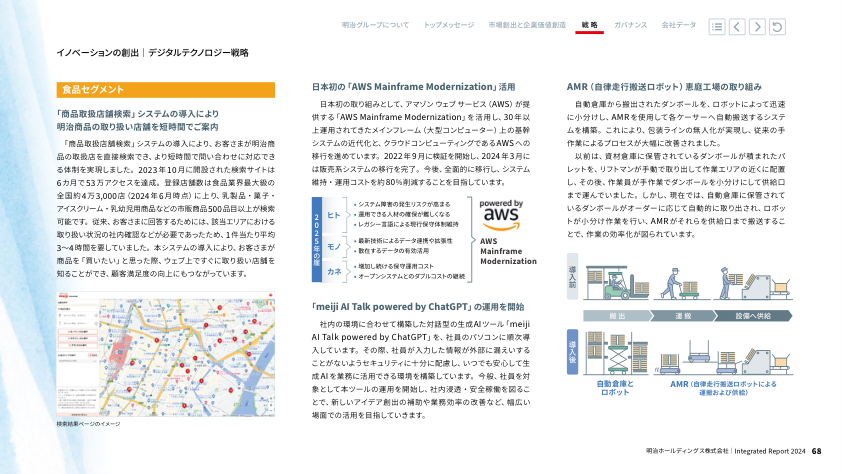 明治グループについて トップメッセージ 市場創出と企業価値創造 戦略 ガバナンス 会社データ
イノベーションの創出｜デジタルテクノロジー戦略
食品セグメント
「商品取扱店舗検索」システムの導入により
明治商品の取り扱い店舗を短時間でご案内
「商品取扱店舗検索」システムの導入により、お客さまが明治商
品の取扱店を直接検索でき、より短時間で問い合わせに対応でき
る体制を実現しました。2023年10月に開設された検索サイトは
6カ月で53万アクセスを達成。登録店舗数は食品業界最大級の
全国約4万3,000店（2024年6月時点）により、乳製品・菓子・
アイスクリーム・乳幼児用商品などの市販商品500品目以上が検索
可能です。従来、お客さまに回答するためには、該当エリアにおける
取り扱い状況の社内確認などが必要であったため、1件当たり平均
3〜4時間を要していました。本システムの導入により、お客さまが
商品を「買いたい」と思った際、ウェブ上ですぐに取り扱い店舗を
知ることができ、顧客満足度の向上にもつながっています。
検索結果ページのイメージ
日本初の「AWS Mainframe Modernization」活用
日本初の取り組みとして、アマゾン ウェブ サービス（AWS）が提
供する「AWS Mainframe Modernization」を活用し、30年以
上運用されてきたメインフレーム（大型コンピューター）上の基幹
システムの近代化と、クラウドコンピューティングであるAWSへの
移行を進めています。2022年9月に検証を開始し、2024年3月に
は販売系システムの移行を完了。今後、全面的に移行し、システム
維持・運用コストを約80％削減することを目指しています。
2025年の崖
ヒト
• システム障害の発生リスクが高まる
• 運用できる人材の確保が難しくなる
• レガシー言語による現行保守体制維持
モノ
• 最新技術によるデータ連携や拡張性
• 散在するデータの有効活用
カネ
• 増加し続ける保守運用コスト
• オープンシステムとのダブルコストの継続
powered by
aws
AWS
Mainframe
Modernization
「meiji AI Talk powered by ChatGPT」の運用を開始
社内の環境に合わせて構築した対話型の生成AIツール「meiji
AI Talk powered by ChatGPT」を、社員のパソコンに順次導
入しています。その際、社員が入力した情報が外部に漏えいする
ことがないようセキュリティに十分に配慮し、いつでも安心して生
成AIを業務に活用できる環境を構築しています。今般、社員を対
象として本ツールの運用を開始し、社内浸透・安全稼働を図るこ
とで、新しいアイデア創出の補助や業務効率の改善など、幅広い
場面での活用を目指していきます。
AMR（自律走行搬送ロボット）恵庭工場の取り組み
自動倉庫から搬出されたダンボールを、ロボットによって迅速
に小分けし、AMRを使用して各ケーサーへ自動搬送するシステ
ムを構築。これにより、包装ラインの無人化が実現し、従来の手
作業によるプロセスが大幅に改善されました。
以前は、資材倉庫に保管されているダンボールが積まれたパ
レットを、リフトマンが手動で取り出して作業エリアの近くに配置
し、その後、作業員が手作業でダンボールを小分けにして供給口
まで運んでいました。しかし、現在では、自動倉庫に保管されて
いるダンボールがオーダーに応じて自動的に取り出され、ロボッ
トが小分け作業を行い、AMRがそれらを供給口まで搬送するこ
とで、作業の効率化が図られています。
導入前
搬出 運搬 設備へ供給
導入後
自動倉庫と
ロボット
AMR（自律走行搬送ロボットによる
運搬および供給）
明治ホールディングス株式会社｜Integrated Report 2024 68